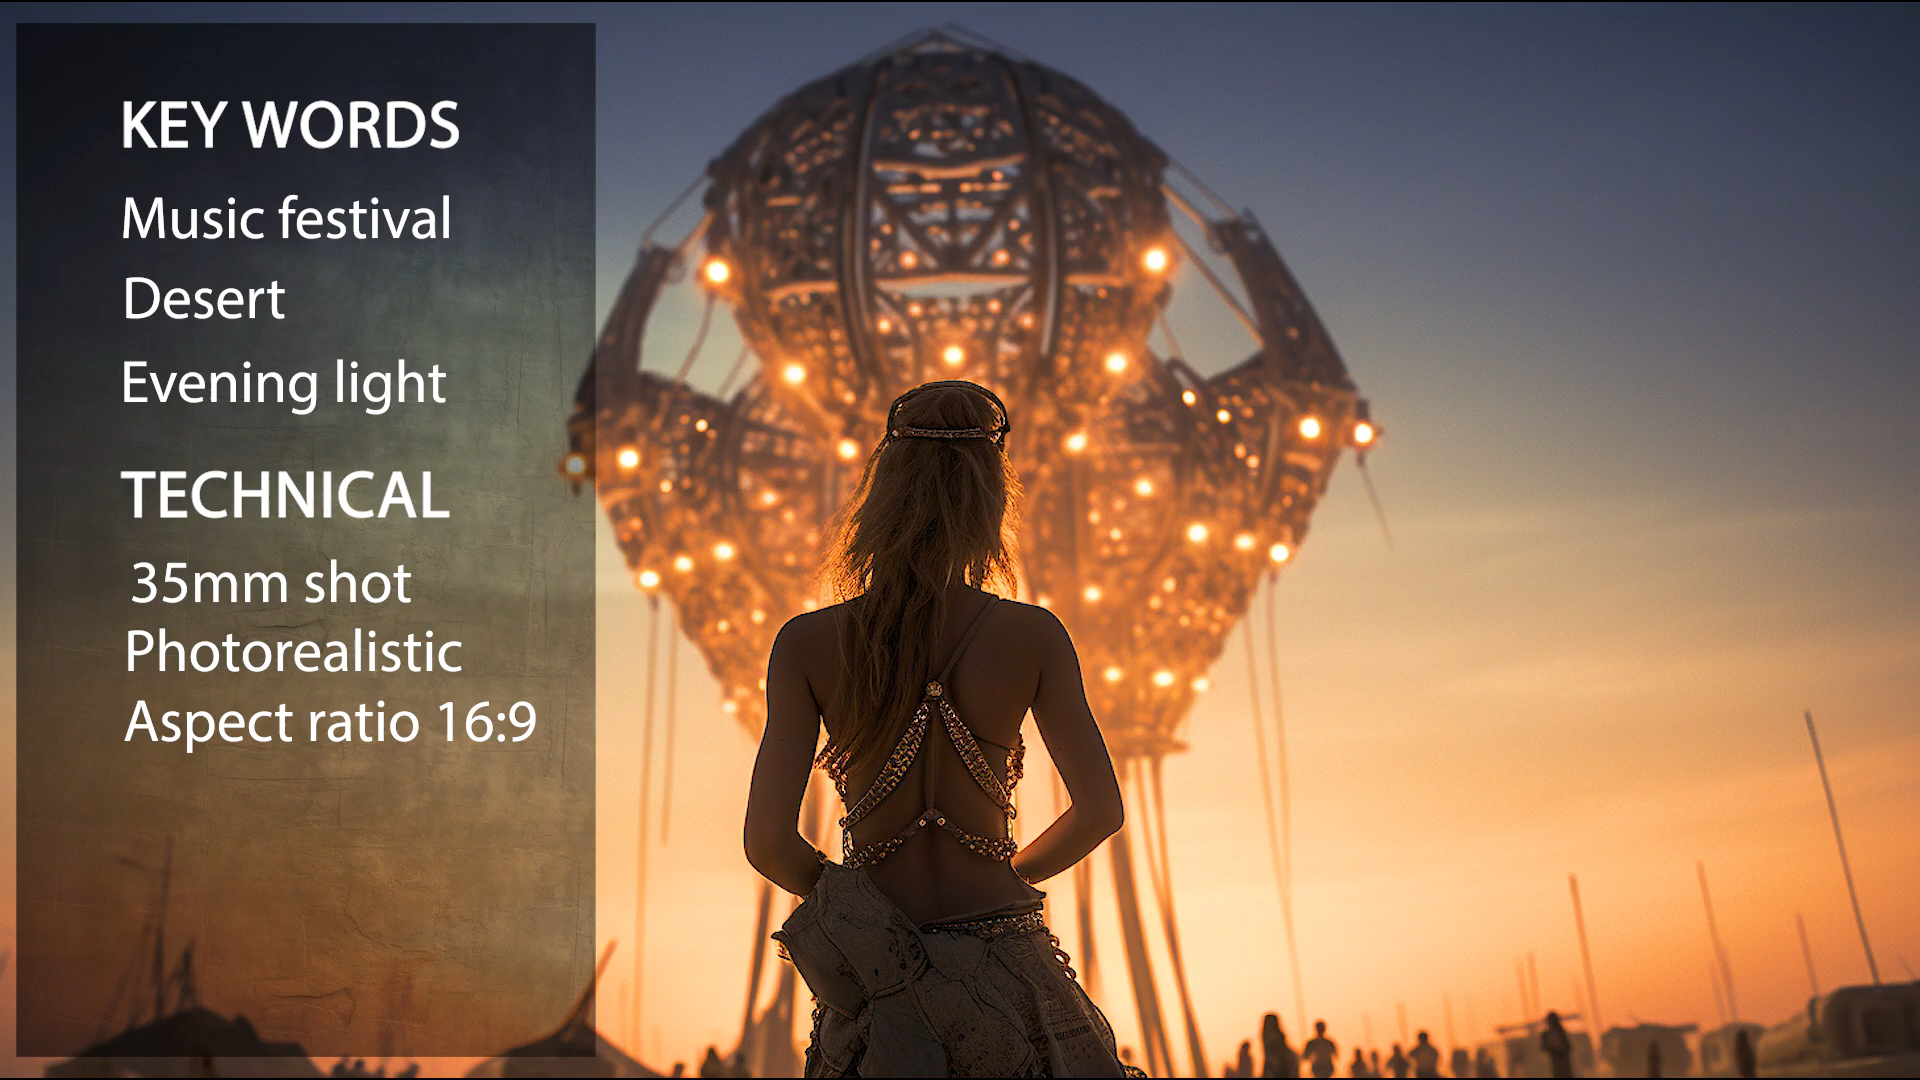 KEY WORDS
Music festival
Desert
Evening light
TECHNICAL
35mm shot
Photorealistic
Aspect ratio 16:9